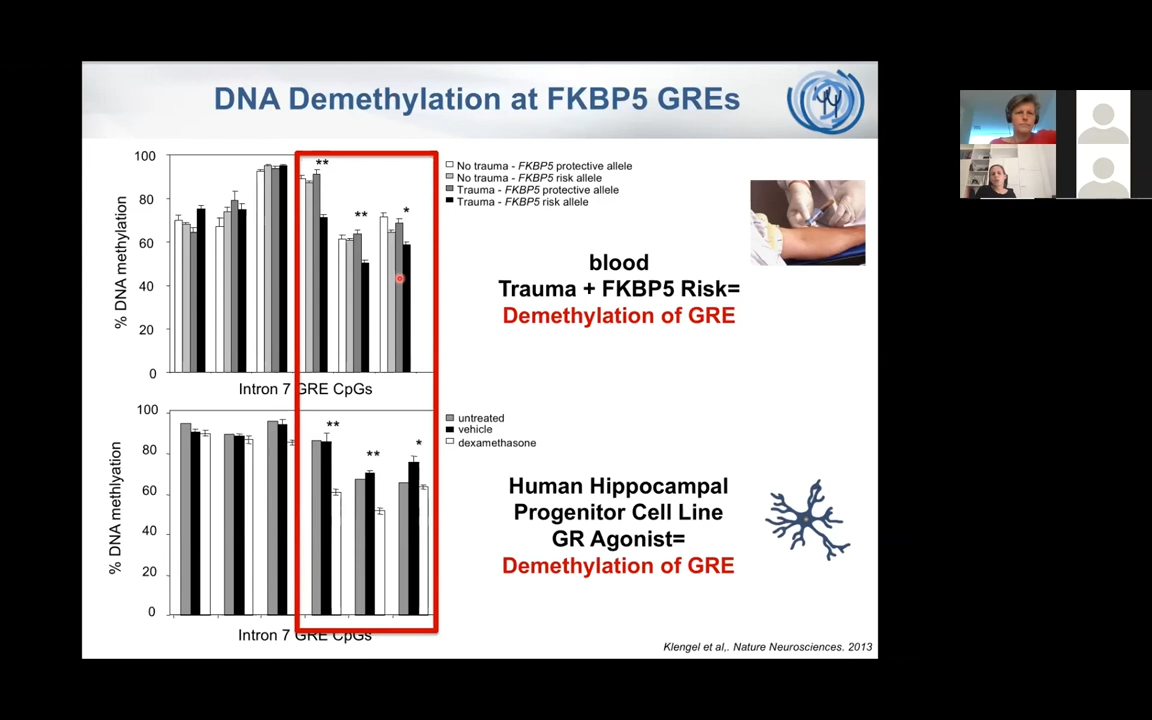 DNA Demethylation at FKBP5 GREs
100
80
60
40
20
0
% DNA methylation
**
**
*
Intron 7 GRE CpGs
No trauma - FKBP5 protective allele
No trauma - FKBP5 risk allele
Trauma - FKBP5 protective allele
Trauma - FKBP5 risk allele
blood
Trauma + FKBP5 Risk=
Demethylation of GRE
100
80
60
40
20
0
% DNA methlyation
**
**
*
Intron 7 GRE CpGs
untreated
vehicle
dexamethasone
Human Hippocampal
Progenitor Cell Line
GR Agonist=
Demethylation of GRE
Klengel et al,. Nature Neurosciences. 2013